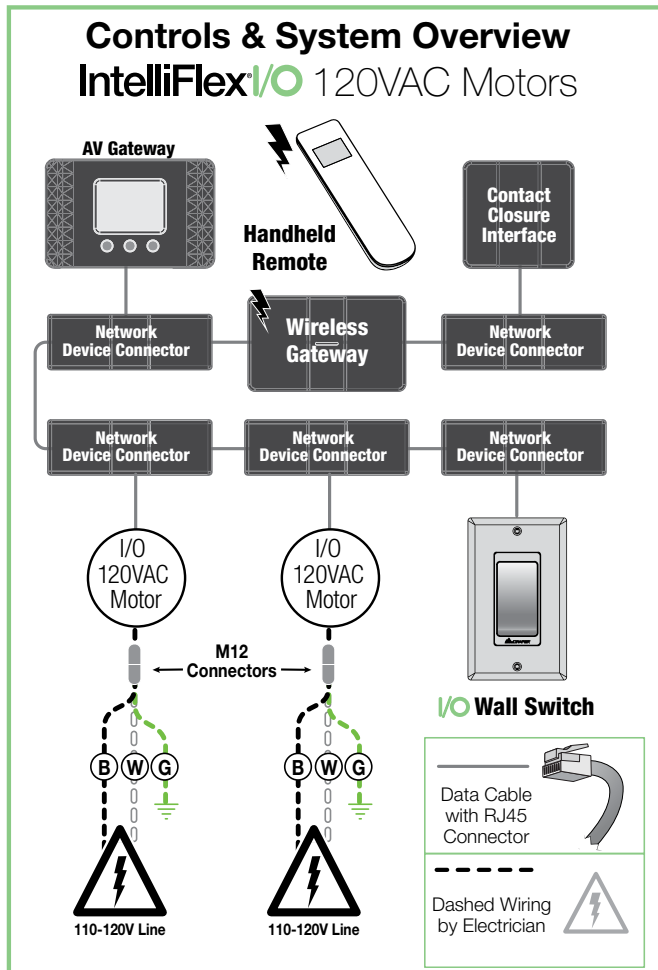 Controls & System Overview
IntelliFlex® I/O 120VAC Motors
AV Gateway
Handheld
Remote
Contact
Closure
Interface
Network
Device Connector
Wireless
Gateway
Network
Device Connector
Network
Device Connector
Network
Device Connector
Network
Device Connector
I/O
120VAC
Motor
I/O
120VAC
Motor
M12
Connectors
DRAPER
I/O Wall Switch
B W G
B W G
110-120V Line
110-120V Line
Data Cable
with RJ45
Connector
Dashed Wiring
by Electrician